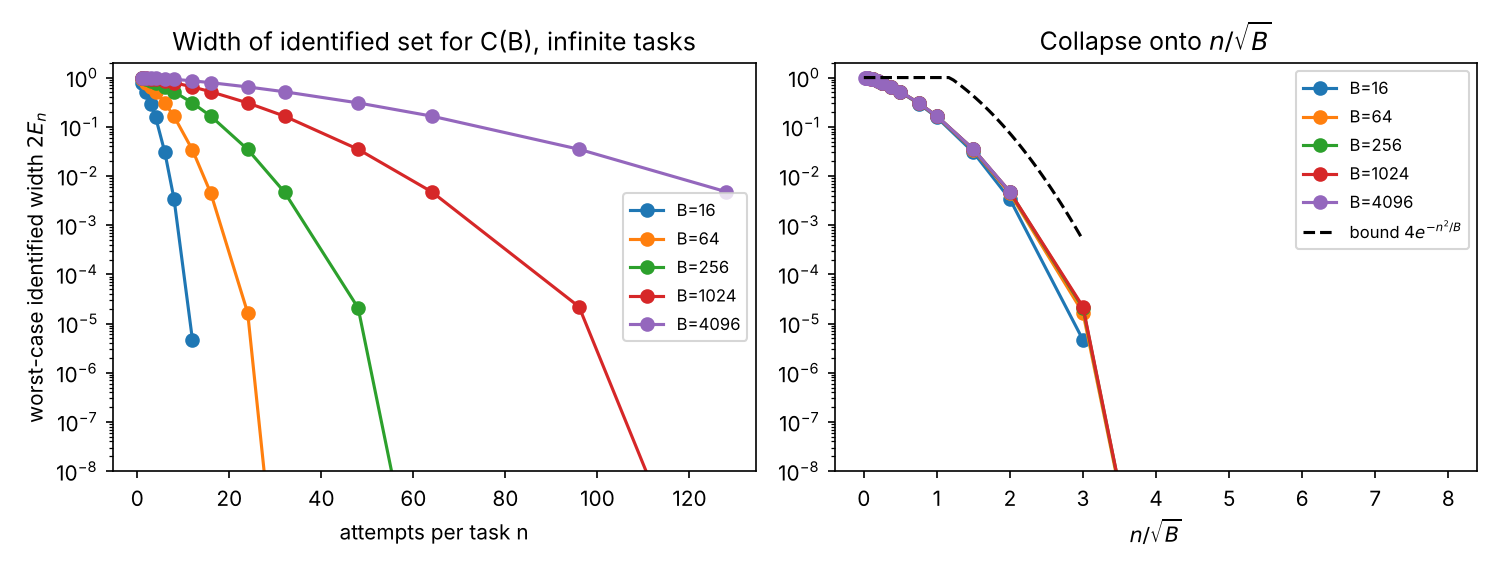 Width of identified set for C(B), infinite tasks
worst-case identified width 2Eₙ
10⁰
10⁻¹
10⁻²
10⁻³
10⁻⁴
10⁻⁵
10⁻⁶
10⁻⁷
10⁻⁸
0 20 40 60 80 100 120
attempts per task n
B=16
B=64
B=256
B=1024
B=4096
Collapse onto n/√B
10⁰
10⁻¹
10⁻²
10⁻³
10⁻⁴
10⁻⁵
10⁻⁶
10⁻⁷
10⁻⁸
0 1 2 3 4 5 6 7 8
n/√B
B=16
B=64
B=256
B=1024
B=4096
bound 4e^{-n²/B}